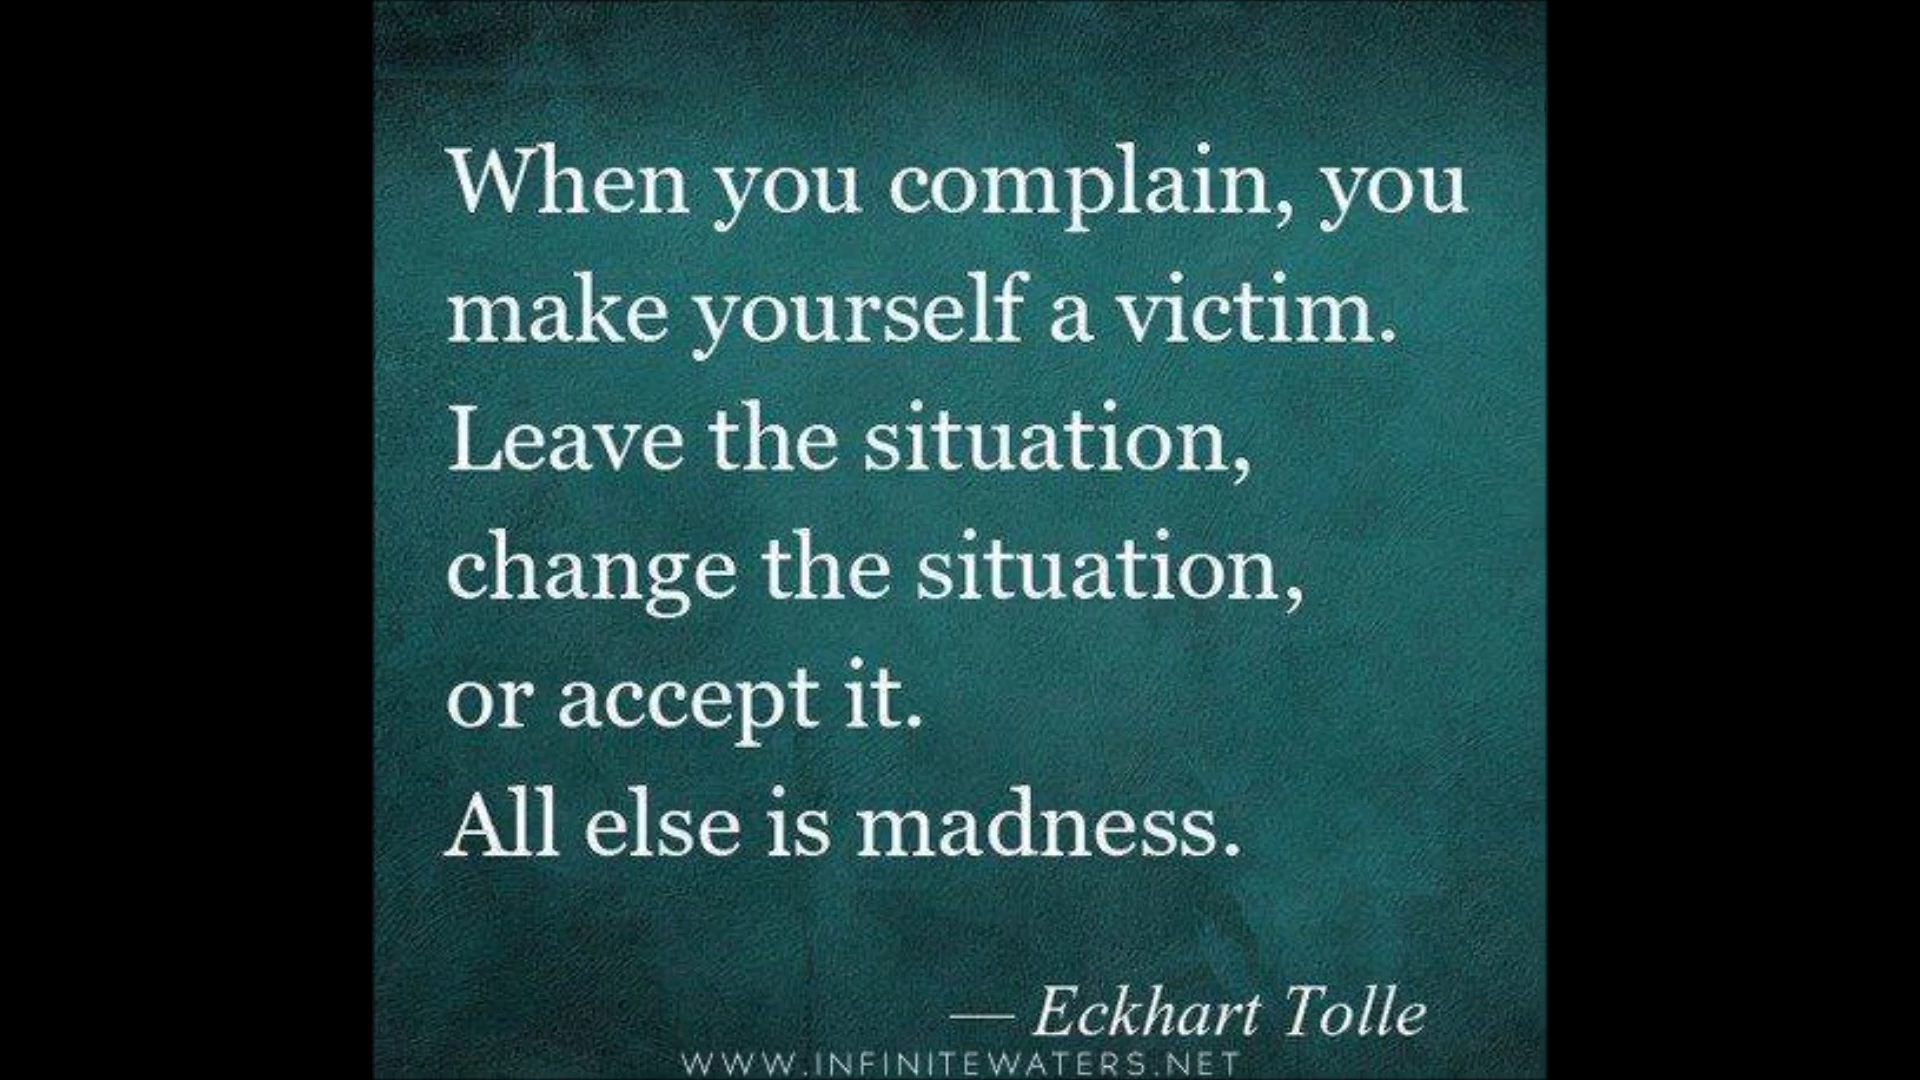 When you complain, you
make yourself a victim.
Leave the situation,
change the situation,
or accept it.
All else is madness.
— Eckhart Tolle
WWW.INFINITEWATERS.NET